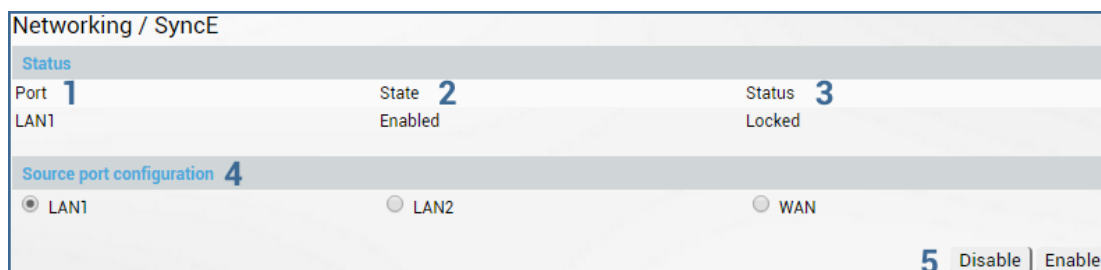 Networking / SyncE
Status
Port 1 State 2 Status 3
LAN1 Enabled Locked
Source port configuration 4
LAN1 LAN2 WAN
5 Disable Enable